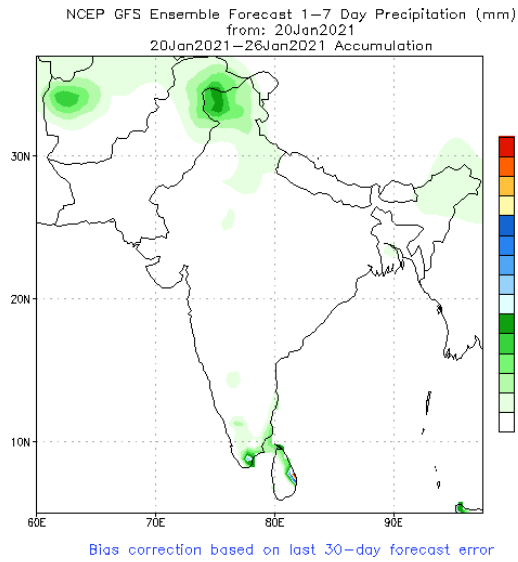 NCEP GFS Ensemble Forecast 1-7 Day Precipitation (mm)
from: 20Jan2021
20Jan2021-26Jan2021 Accumulation
30N
20N
10N
60E 70E 80E 90E
Bias correction based on last 30-day forecast error